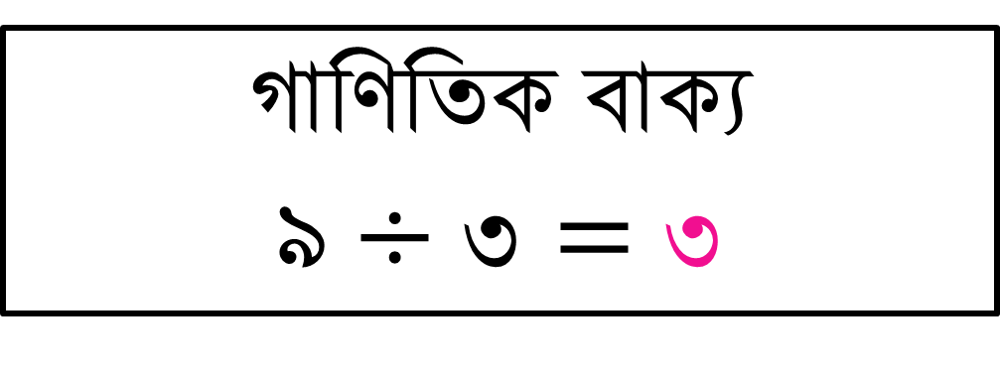 গাণিতিক বাক্য
৯ ÷ ৩ = ৩